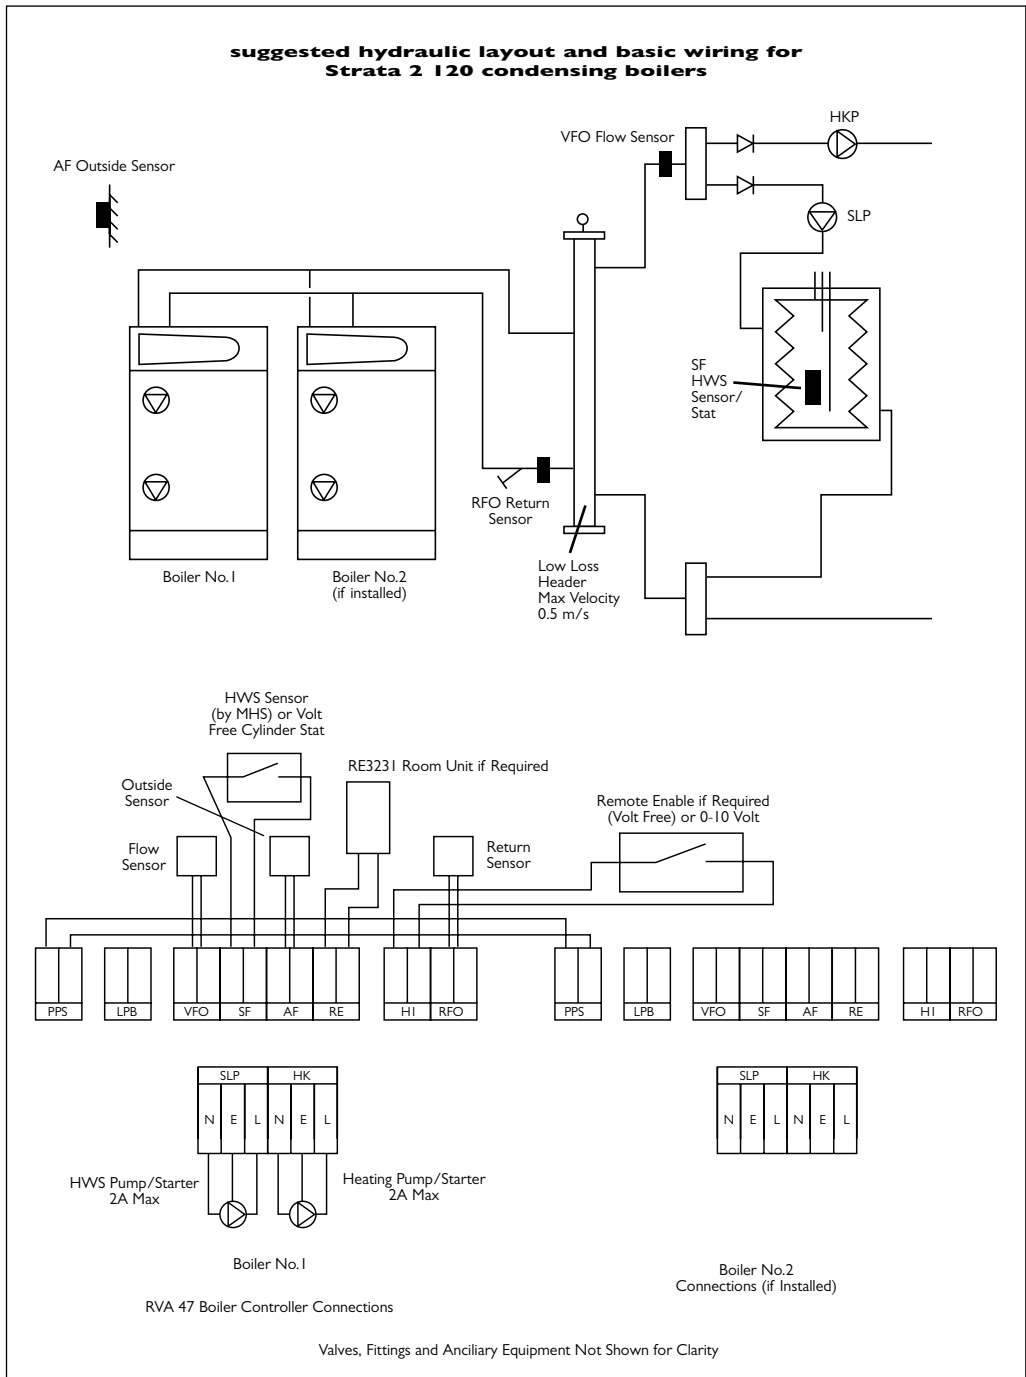 suggested hydraulic layout and basic wiring for
Strata 2 120 condensing boilers
HKP
VFO Flow Sensor
AF Outside Sensor
SLP
SF
HWS
Sensor/
Stat
RFO Return
Sensor
Low Loss
Header
Max Velocity
0.5 m/s
Boiler No.1
Boiler No.2
(if installed)
HWS Sensor
(by MHS) or Volt
Free Cylinder Stat
RE3231 Room Unit if Required
Outside
Sensor
Remote Enable if Required
(Volt Free) or 0-10 Volt
Flow
Sensor
Return
Sensor
PPS LPB VFO SF AF RE H1 RFO PPS LPB VFO SF AF RE H1 RFO
SLP HK SLP HK
N E L N E L N E L N E L
HWS Pump/Starter
2A Max
Heating Pump/Starter
2A Max
Boiler No.1
Boiler No.2
Connections (if Installed)
RVA 47 Boiler Controller Connections
Valves, Fittings and Anciliary Equipment Not Shown for Clarity